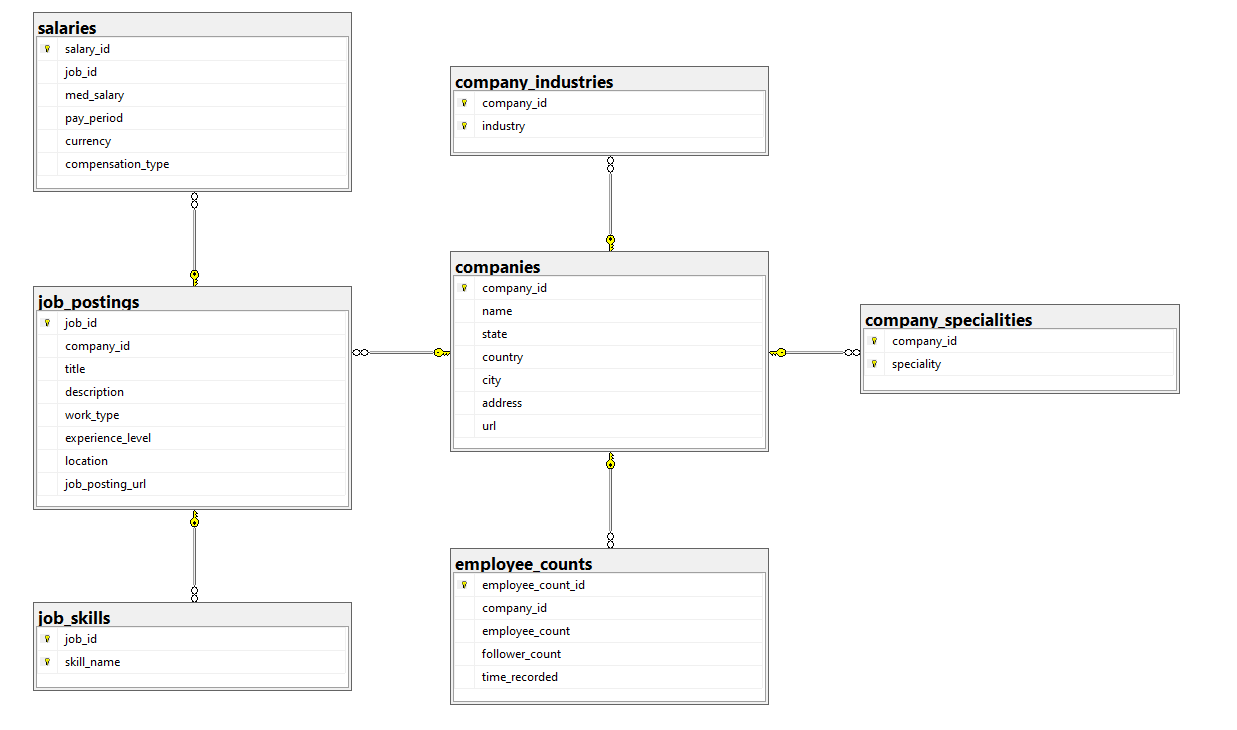 salaries
salary_id
job_id
med_salary
pay_period
currency
compensation_type
company_industries
company_id
industry
companies
company_id
name
state
country
city
address
url
job_postings
job_id
company_id
title
description
work_type
experience_level
location
job_posting_url
company_specialities
company_id
speciality
employee_counts
employee_count_id
company_id
employee_count
follower_count
time_recorded
job_skills
job_id
skill_name